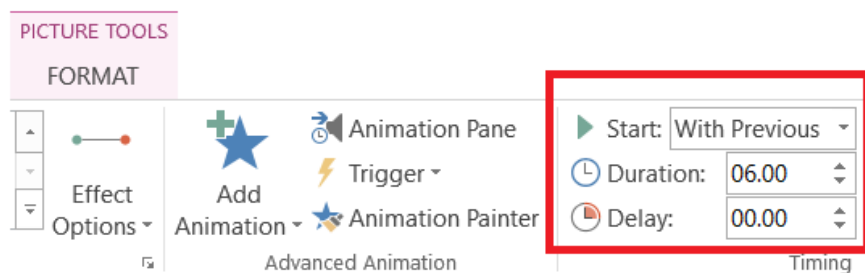 PICTURE TOOLS
FORMAT
Effect
Options
Add
Animation
Animation Pane
Trigger
Animation Painter
Advanced Animation
Start: With Previous
Duration: 06.00
Delay: 00.00
Timing